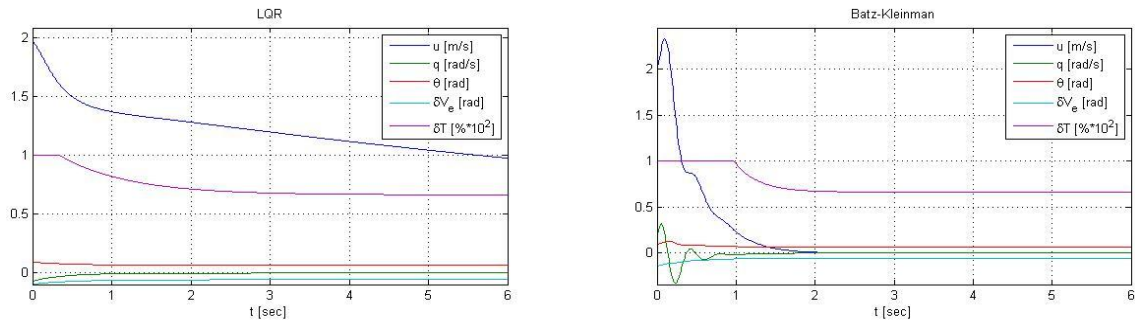 LQR
2
1.5
1
0.5
0
u [m/s]
q [rad/s]
θ [rad]
δVe [rad]
δT [%*10²]
0 1 2 3 4 5 6
t [sec]
Batz-Kleinman
2
1.5
1
0.5
0
u [m/s]
q [rad/s]
θ [rad]
δVe [rad]
δT [%*10²]
0 1 2 3 4 5 6
t [sec]